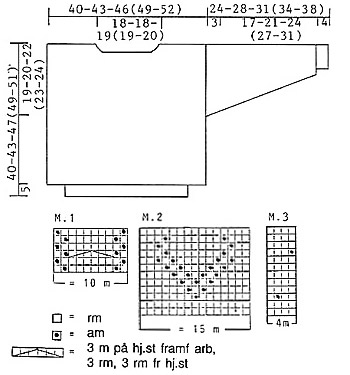 40-43-46(49-52)
24-28-31(34-38)
18-18-
19(19-20)
3
17-21-24
(27-31)
4
19-20-22
(23-24)
40-43-47(49-51)
5
M.1
M.2
M.3
= 10 m
= 15 m
4m
= rm
= am
= 3 m på hj.st framf arb,
3 rm, 3 rm fr hj.st